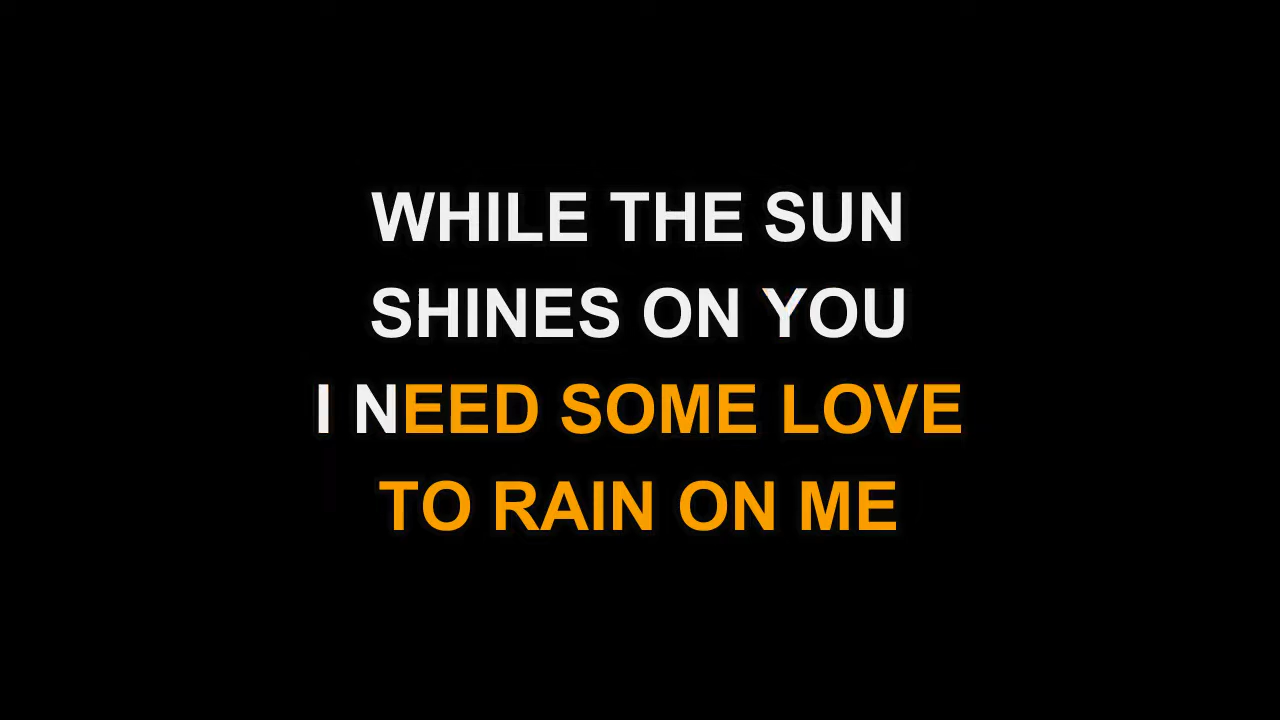 WHILE THE SUN
SHINES ON YOU
I NEED SOME LOVE
TO RAIN ON ME